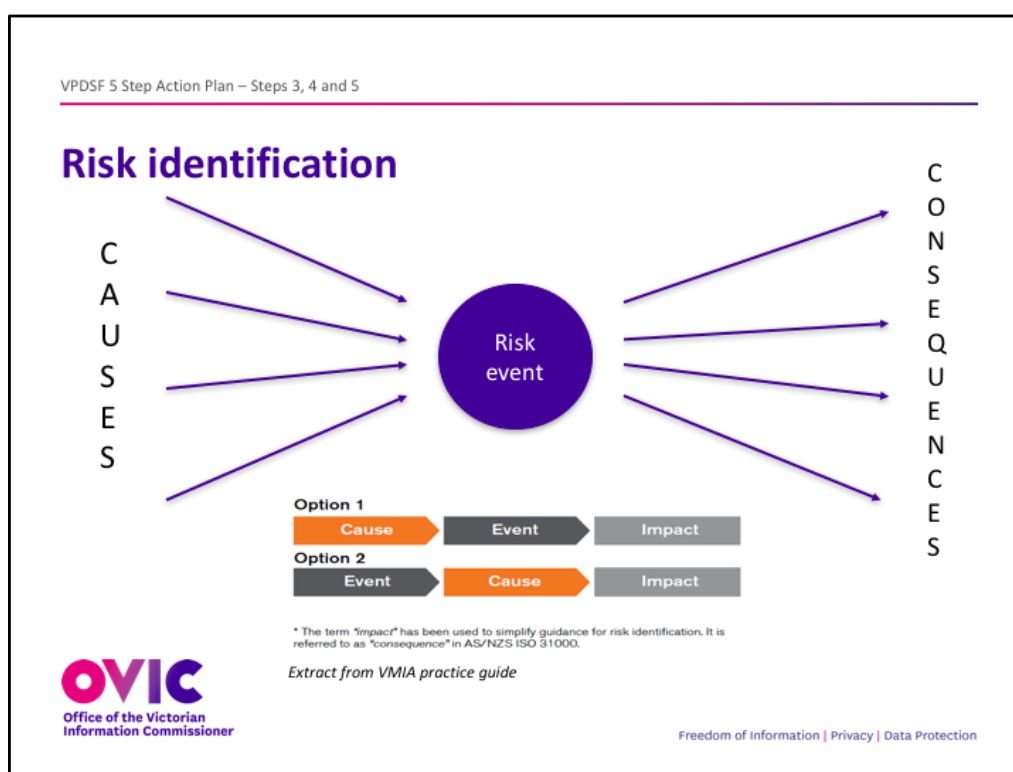 VPDSF 5 Step Action Plan – Steps 3, 4 and 5
Risk identification
CAUSES
Risk
event
CONSEQUENCES
Option 1
Cause Event Impact
Option 2
Event Cause Impact
* The term "impact" has been used to simplify guidance for risk identification. It is
referred to as "consequence" in AS/NZS ISO 31000.
Extract from VMIA practice guide
OVIC
Office of the Victorian
Information Commissioner
Freedom of Information | Privacy | Data Protection